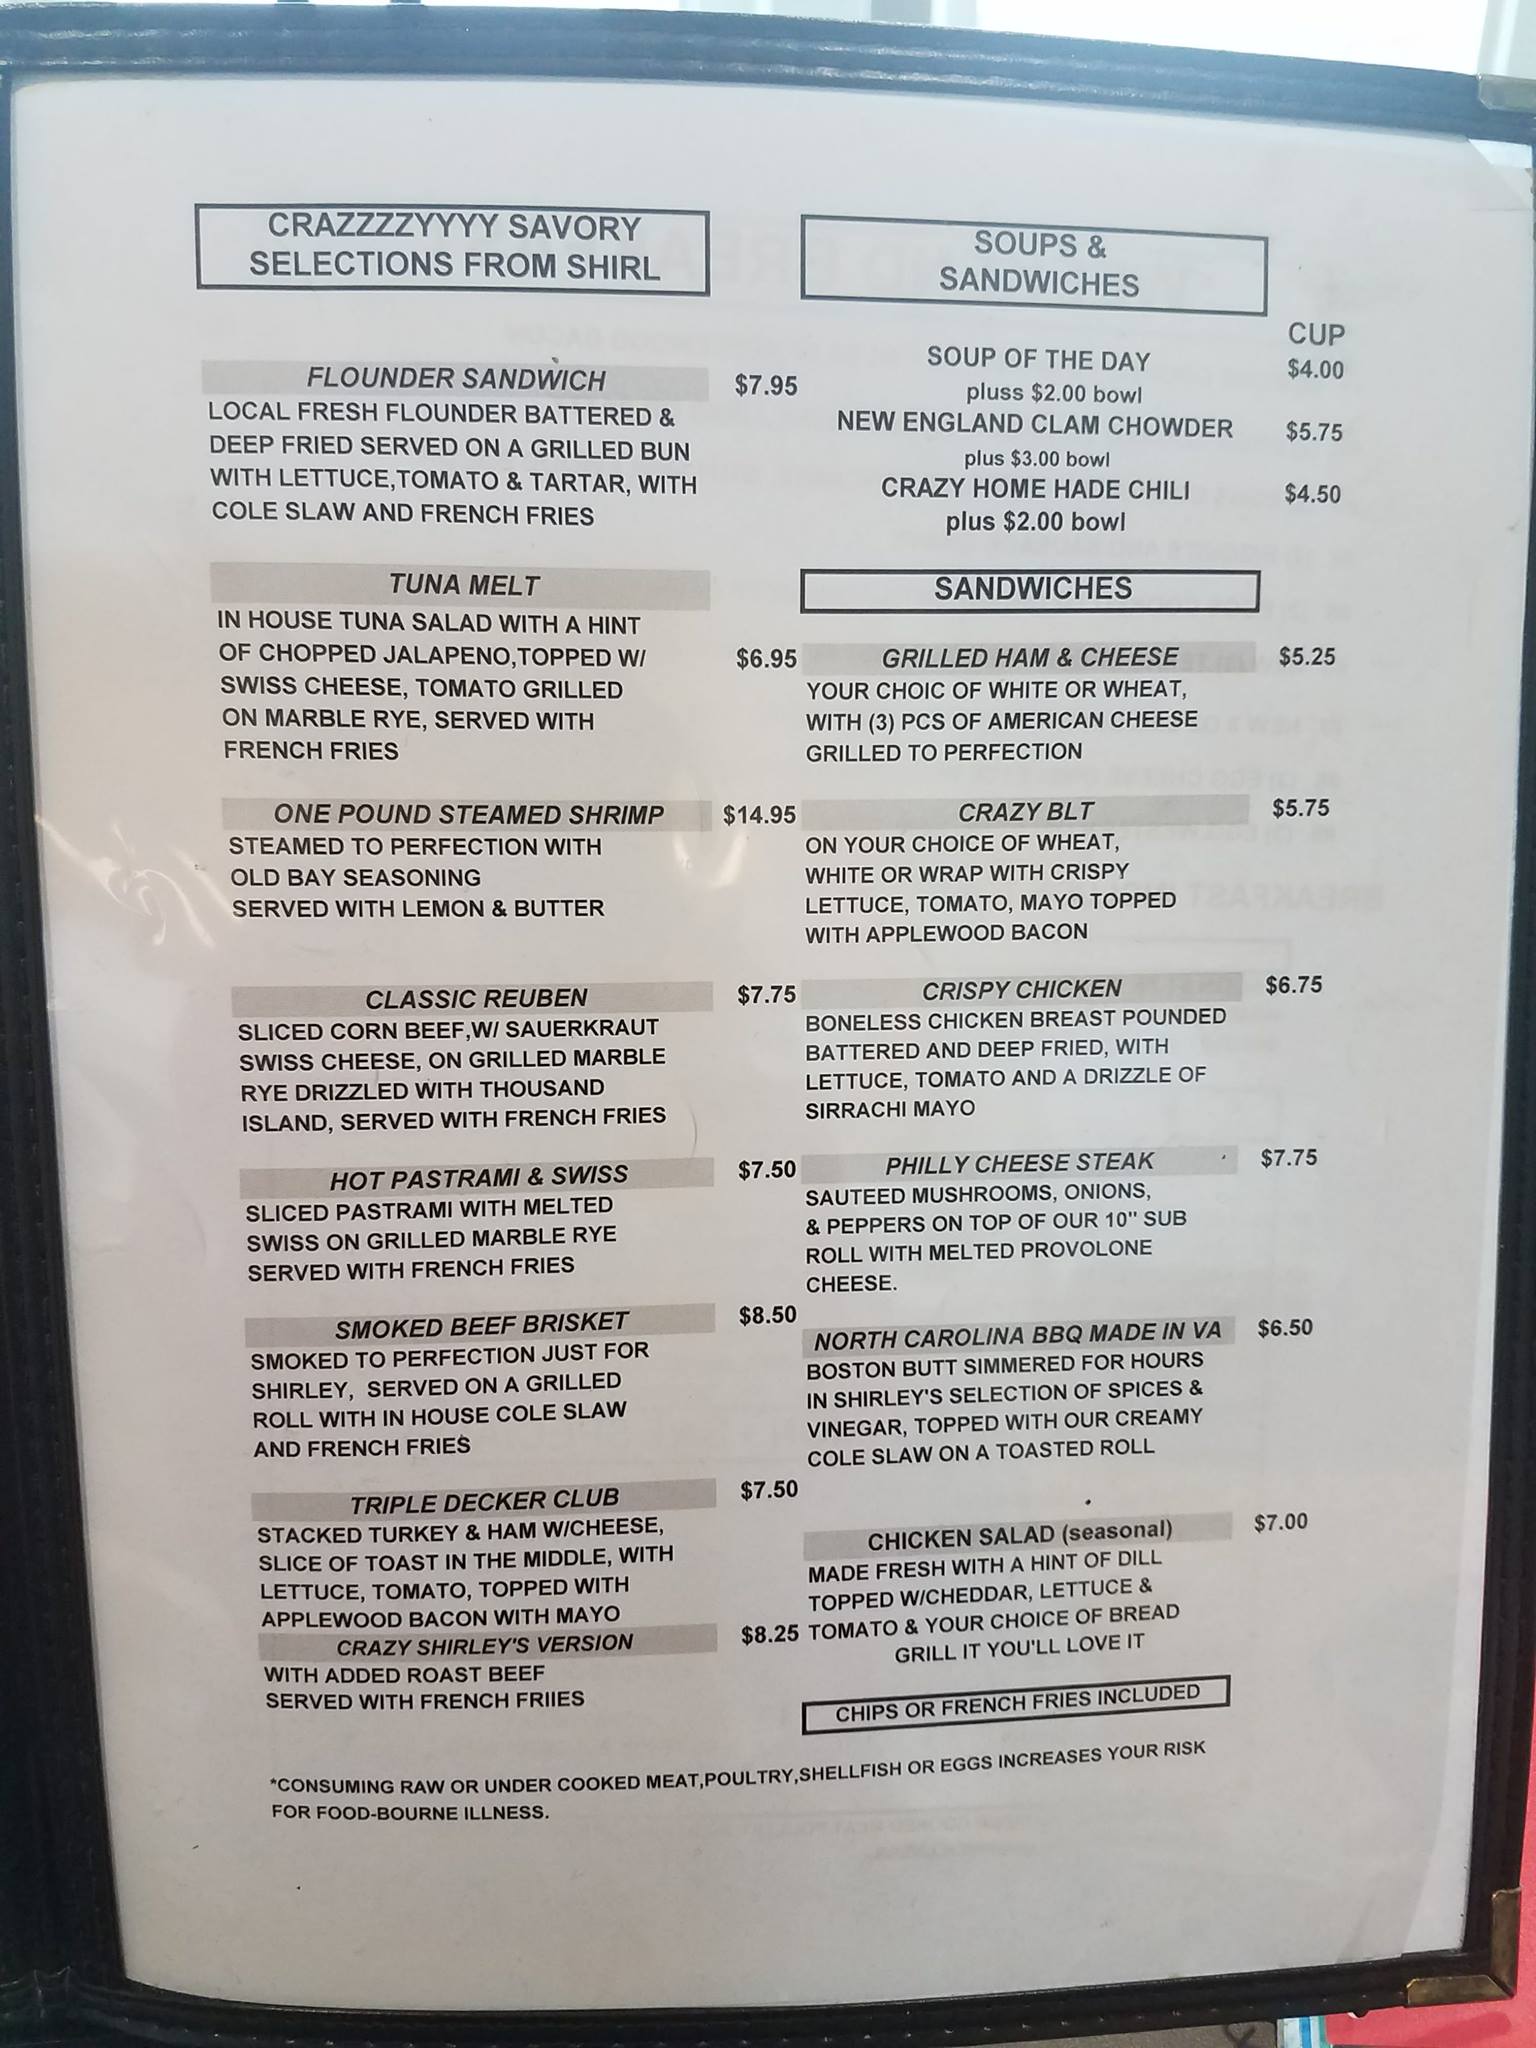 CRAZZZZYYYY SAVORY
SELECTIONS FROM SHIRL
FLOUNDER SANDWICH $7.95
LOCAL FRESH FLOUNDER BATTERED &
DEEP FRIED SERVED ON A GRILLED BUN
WITH LETTUCE,TOMATO & TARTAR, WITH
COLE SLAW AND FRENCH FRIES
TUNA MELT
IN HOUSE TUNA SALAD WITH A HINT
OF CHOPPED JALAPENO,TOPPED W/ $6.95
SWISS CHEESE, TOMATO GRILLED
ON MARBLE RYE, SERVED WITH
FRENCH FRIES
ONE POUND STEAMED SHRIMP $14.95
STEAMED TO PERFECTION WITH
OLD BAY SEASONING
SERVED WITH LEMON & BUTTER
CLASSIC REUBEN $7.75
SLICED CORN BEEF,W/ SAUERKRAUT
SWISS CHEESE, ON GRILLED MARBLE
RYE DRIZZLED WITH THOUSAND
ISLAND, SERVED WITH FRENCH FRIES
HOT PASTRAMI & SWISS $7.50
SLICED PASTRAMI WITH MELTED
SWISS ON GRILLED MARBLE RYE
SERVED WITH FRENCH FRIES
SMOKED BEEF BRISKET $8.50
SMOKED TO PERFECTION JUST FOR
SHIRLEY, SERVED ON A GRILLED
ROLL WITH IN HOUSE COLE SLAW
AND FRENCH FRIES
TRIPLE DECKER CLUB $7.50
STACKED TURKEY & HAM W/CHEESE,
SLICE OF TOAST IN THE MIDDLE, WITH
LETTUCE, TOMATO, TOPPED WITH
APPLEWOOD BACON WITH MAYO
CRAZY SHIRLEY'S VERSION $8.25
WITH ADDED ROAST BEEF
SERVED WITH FRENCH FRIIES
SOUPS &
SANDWICHES
CUP
SOUP OF THE DAY $4.00
pluss $2.00 bowl
NEW ENGLAND CLAM CHOWDER $5.75
plus $3.00 bowl
CRAZY HOME HADE CHILI $4.50
plus $2.00 bowl
SANDWICHES
GRILLED HAM & CHEESE $5.25
YOUR CHOIC OF WHITE OR WHEAT,
WITH (3) PCS OF AMERICAN CHEESE
GRILLED TO PERFECTION
CRAZY BLT $5.75
ON YOUR CHOICE OF WHEAT,
WHITE OR WRAP WITH CRISPY
LETTUCE, TOMATO, MAYO TOPPED
WITH APPLEWOOD BACON
CRISPY CHICKEN $6.75
BONELESS CHICKEN BREAST POUNDED
BATTERED AND DEEP FRIED, WITH
LETTUCE, TOMATO AND A DRIZZLE OF
SIRRACHI MAYO
PHILLY CHEESE STEAK $7.75
SAUTEED MUSHROOMS, ONIONS,
& PEPPERS ON TOP OF OUR 10" SUB
ROLL WITH MELTED PROVOLONE
CHEESE.
NORTH CAROLINA BBQ MADE IN VA $6.50
BOSTON BUTT SIMMERED FOR HOURS
IN SHIRLEY'S SELECTION OF SPICES &
VINEGAR, TOPPED WITH OUR CREAMY
COLE SLAW ON A TOASTED ROLL
CHICKEN SALAD (seasonal) $7.00
MADE FRESH WITH A HINT OF DILL
TOPPED W/CHEDDAR, LETTUCE &
TOMATO & YOUR CHOICE OF BREAD
GRILL IT YOU'LL LOVE IT
CHIPS OR FRENCH FRIES INCLUDED
*CONSUMING RAW OR UNDER COOKED MEAT,POULTRY,SHELLFISH OR EGGS INCREASES YOUR RISK
FOR FOOD-BOURNE ILLNESS.